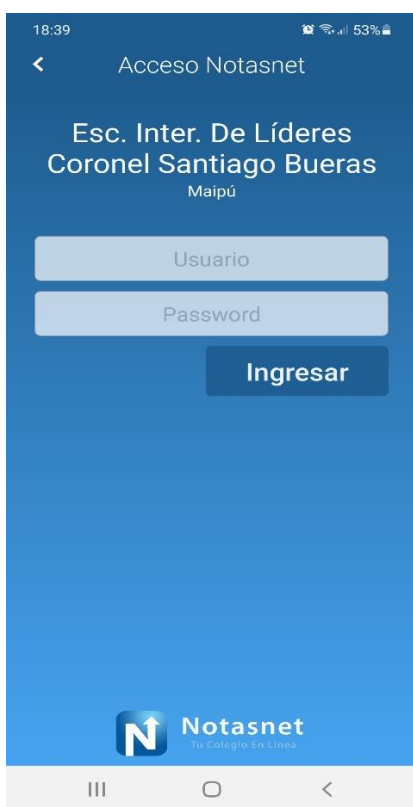 18:39
53%
Acceso Notasnet
Esc. Inter. De Líderes
Coronel Santiago Bueras
Maipú
Usuario
Password
Ingresar
N
Notasnet
Tu Colegio En Linea